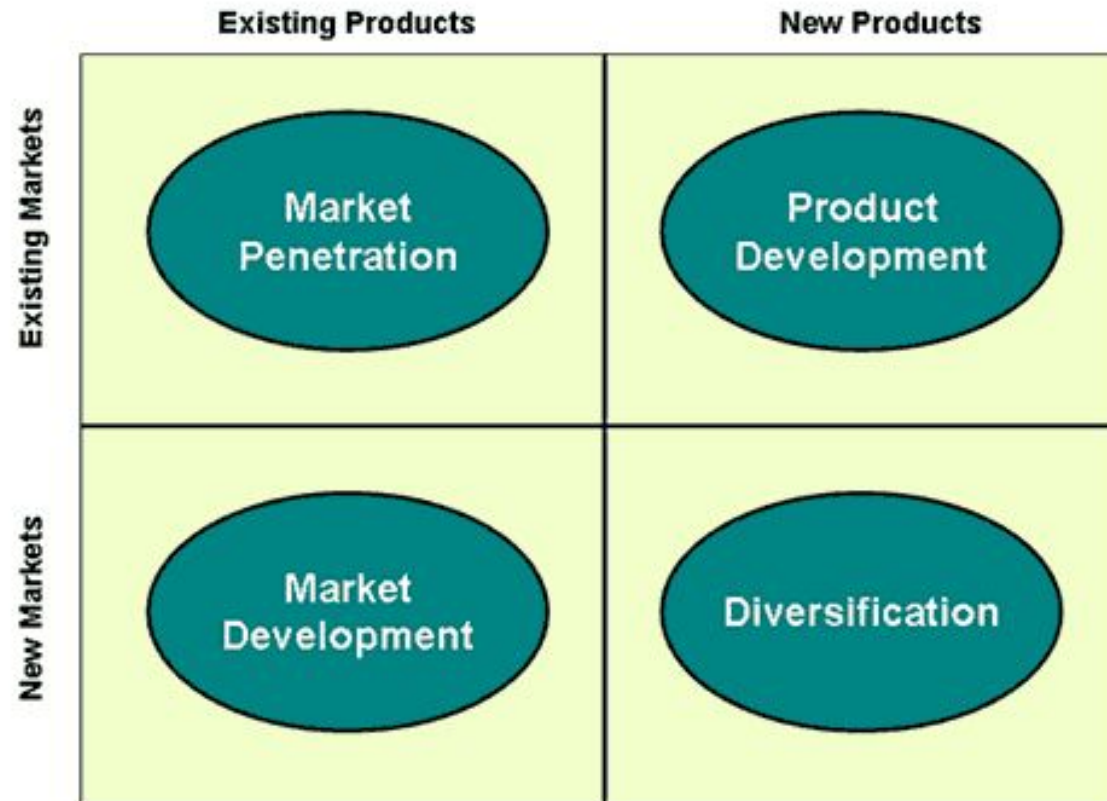 Existing Products
New Products
Existing Markets
Market
Penetration
Product
Development
New Markets
Market
Development
Diversification